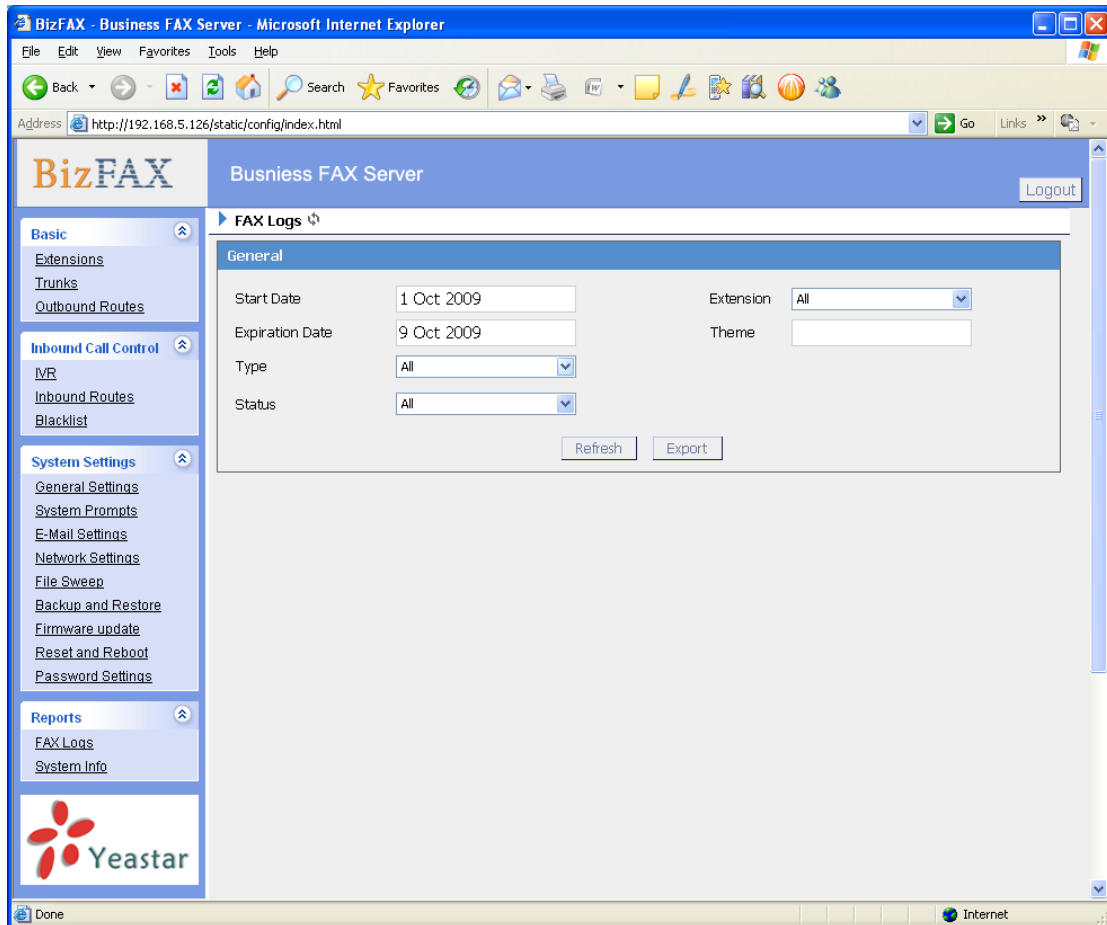 BizFAX - Business FAX Server - Microsoft Internet Explorer
File Edit View Favorites Tools Help
Back Search Favorites
Address http://192.168.5.126/static/config/index.html Go Links »
BizFAX
Busniess FAX Server
Logout
Basic
Extensions
Trunks
Outbound Routes
Inbound Call Control
IVR
Inbound Routes
Blacklist
System Settings
General Settings
System Prompts
E-Mail Settings
Network Settings
File Sweep
Backup and Restore
Firmware update
Reset and Reboot
Password Settings
Reports
FAX Logs
System Info
Yeastar
FAX Logs
General
Start Date 1 Oct 2009 Extension All
Expiration Date 9 Oct 2009 Theme
Type All
Status All
Refresh Export
Done Internet